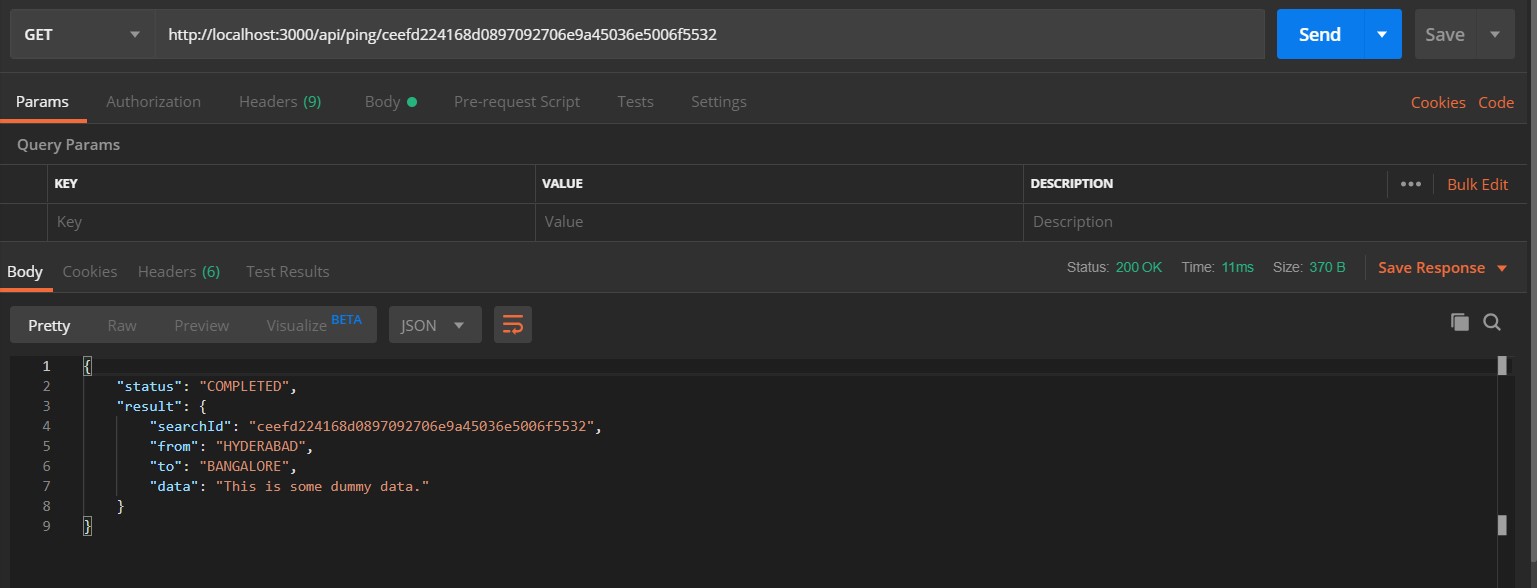 GET http://localhost:3000/api/ping/ceefd224168d0897092706e9a45036e5006f5532 Send Save
Params Authorization Headers (9) Body Pre-request Script Tests Settings Cookies Code
Query Params
KEY VALUE DESCRIPTION ••• Bulk Edit
Key Value Description
Body Cookies Headers (6) Test Results Status: 200 OK Time: 11ms Size: 370 B Save Response
Pretty Raw Preview Visualize BETA JSON
1 {
2 "status": "COMPLETED",
3 "result": {
4 "searchId": "ceefd224168d0897092706e9a45036e5006f5532",
5 "from": "HYDERABAD",
6 "to": "BANGALORE",
7 "data": "This is some dummy data."
8 }
9 }